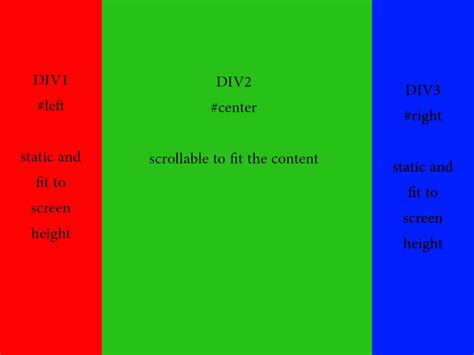 DIV1
#left
static and
fit to
screen
height
DIV2
#center
scrollable to fit the content
DIV3
#right
static and
fit to
screen
height